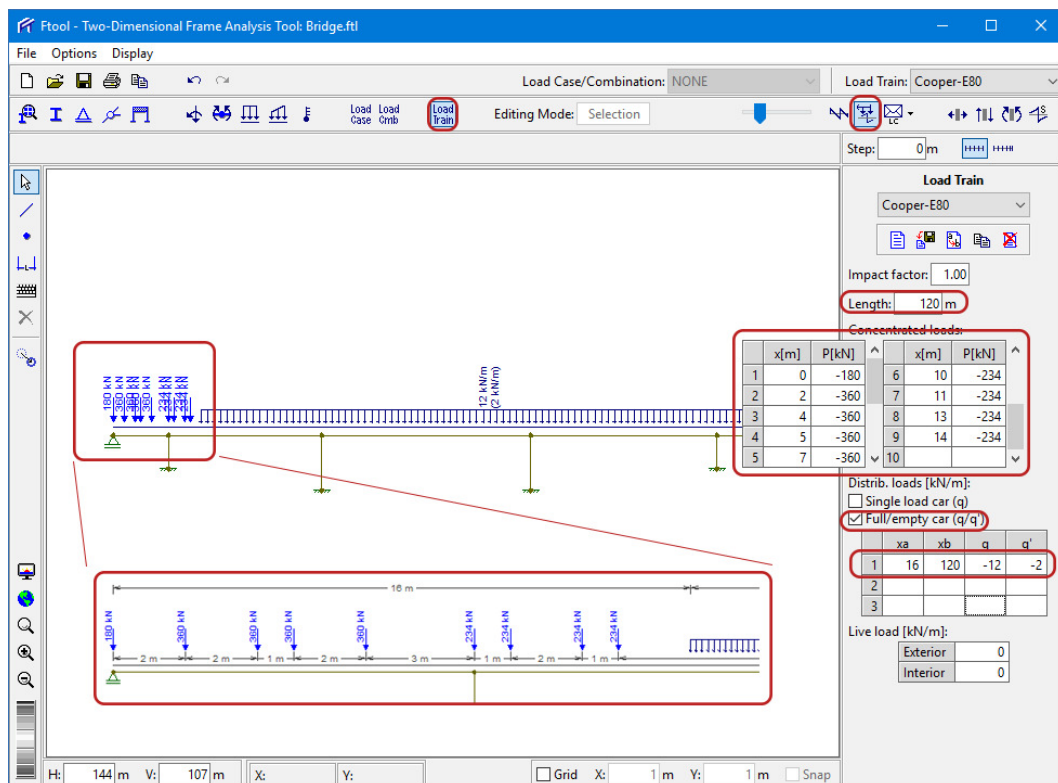 Ftool - Two-Dimensional Frame Analysis Tool: Bridge.ftl
File Options Display
Load Case/Combination: NONE
Load Train: Cooper-E80
Load Case
Load Cmb
Load Train
Editing Mode: Selection
LC
Step: 0 m
Load Train
Cooper-E80
Impact factor: 1.00
Length: 120 m
Concentrated loads:
x[m] P[kN] x[m] P[kN]
1 0 -180 6 10 -234
2 2 -360 7 11 -234
3 4 -360 8 13 -234
4 5 -360 9 14 -234
5 7 -360 10
Distrib. loads [kN/m]:
Single load car (q)
Full/empty car (q/q')
xa xb q q'
1 16 120 -12 -2
2
3
Live load [kN/m]:
Exterior 0
Interior 0
180 kN
360 kN
360 kN
360 kN
360 kN
234 kN
234 kN
234 kN
234 kN
12 kN/m
(2 kN/m)
16 m
180 kN
360 kN
360 kN
360 kN
360 kN
234 kN
234 kN
234 kN
234 kN
2 m 2 m 1 m 2 m 3 m 1 m 2 m 1 m
H: 144 m V: 107 m X: Y: Grid X: 1 m Y: 1 m Snap